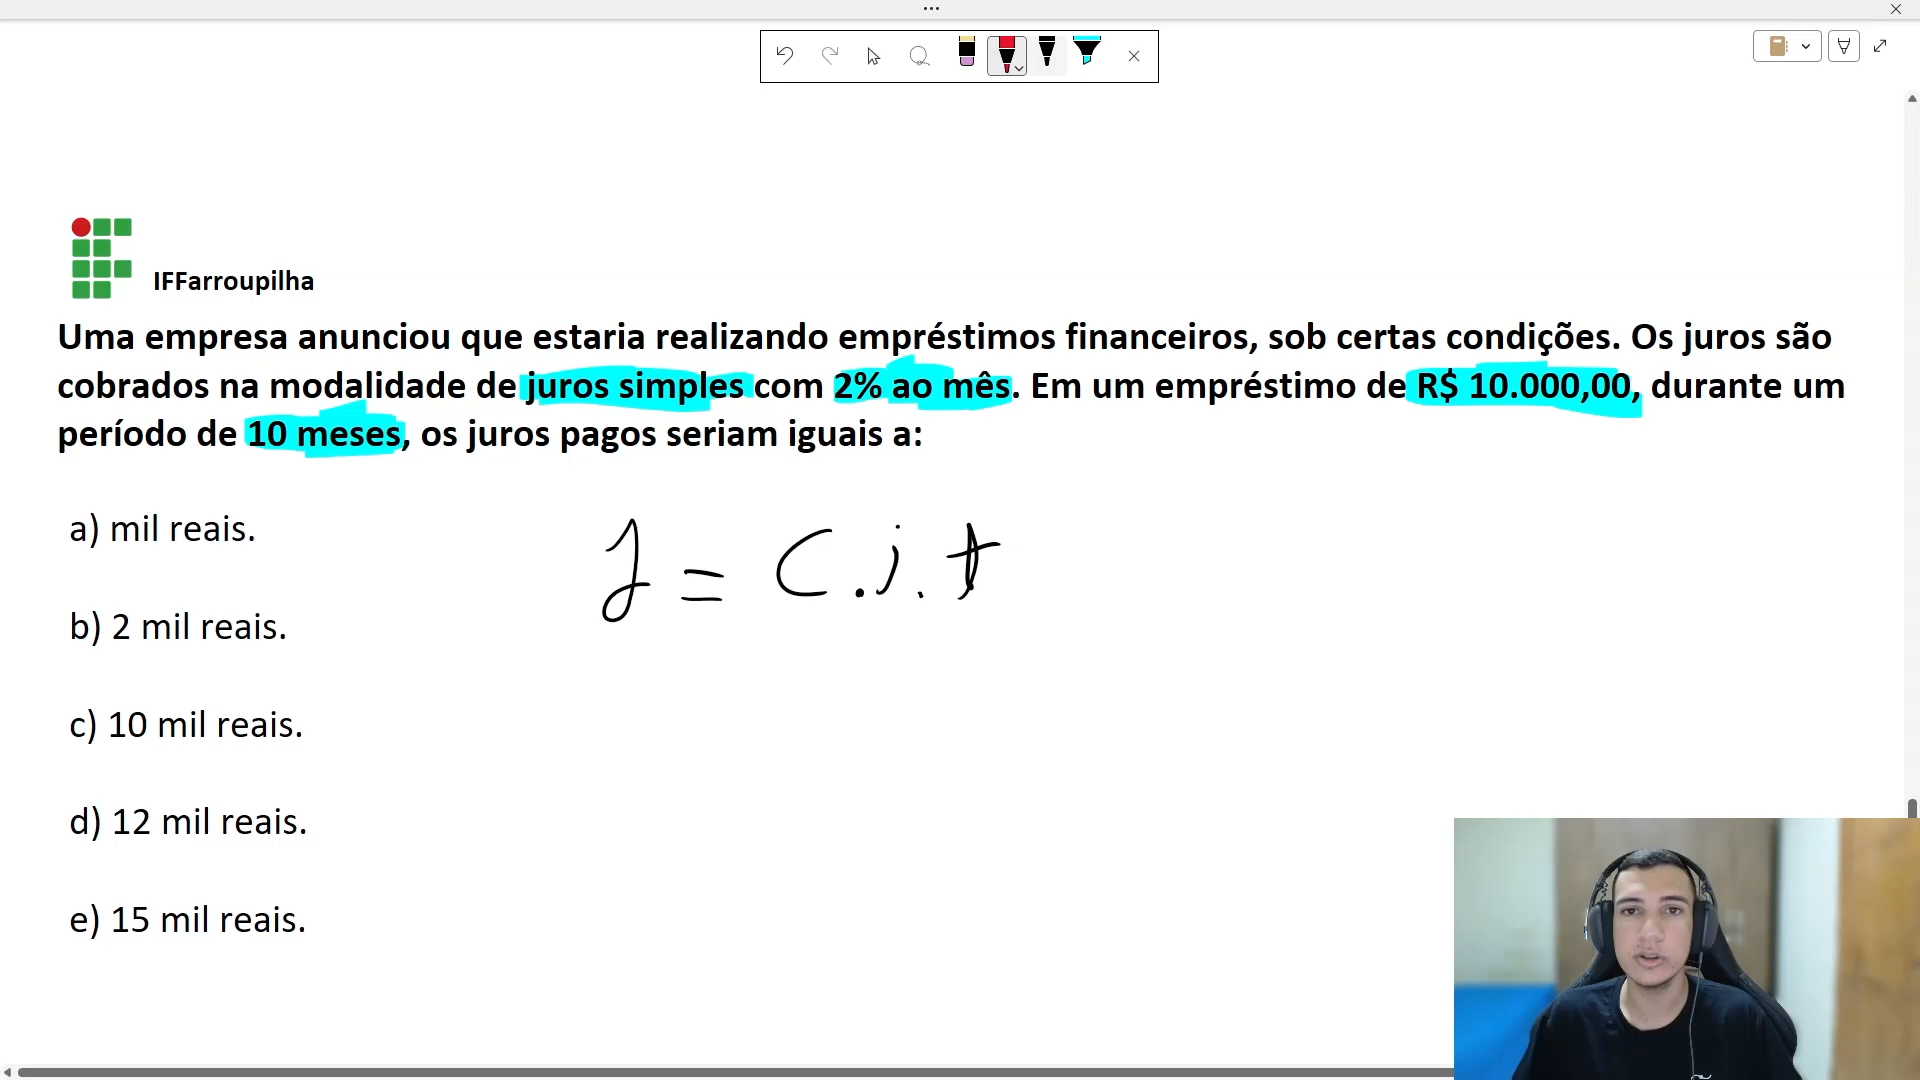 IFFarroupilha
Uma empresa anunciou que estaria realizando empréstimos financeiros, sob certas condições. Os juros são
cobrados na modalidade de juros simples com 2% ao mês. Em um empréstimo de R$ 10.000,00, durante um
período de 10 meses, os juros pagos seriam iguais a:
a) mil reais.
J = C.i.t
b) 2 mil reais.
c) 10 mil reais.
d) 12 mil reais.
e) 15 mil reais.